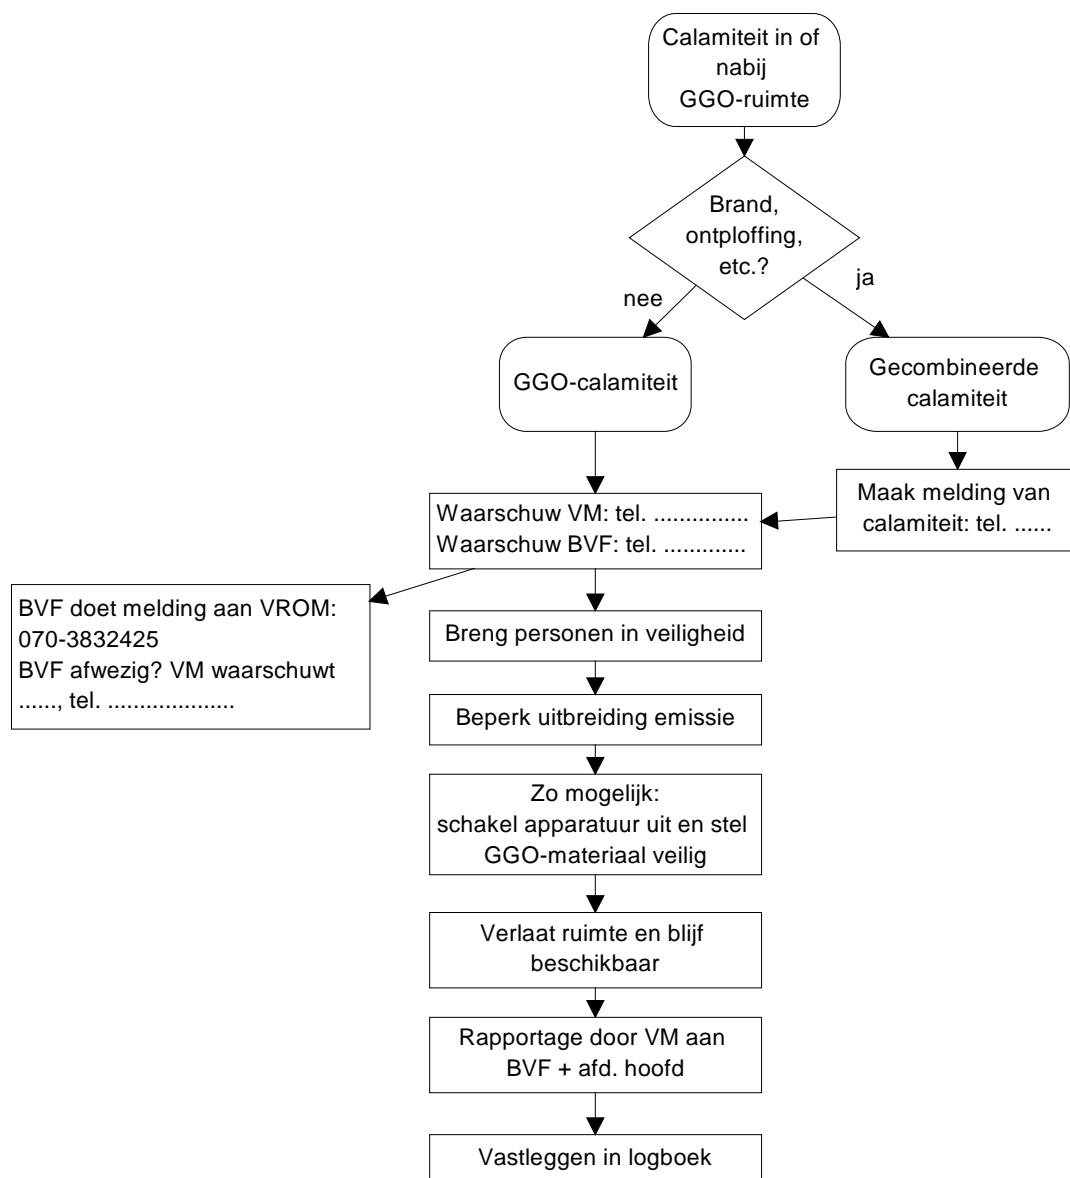 Calamiteit in of
nabij
GGO-ruimte
Brand,
ontploffing,
etc.?
nee
ja
GGO-calamiteit
Gecombineerde
calamiteit
Maak melding van
calamiteit: tel. ......
Waarschuw VM: tel. ...............
Waarschuw BVF: tel. .............
BVF doet melding aan VROM:
070-3832425
BVF afwezig? VM waarschuwt
......, tel. ....................
Breng personen in veiligheid
Beperk uitbreiding emissie
Zo mogelijk:
schakel apparatuur uit en stel
GGO-materiaal veilig
Verlaat ruimte en blijf
beschikbaar
Rapportage door VM aan
BVF + afd. hoofd
Vastleggen in logboek